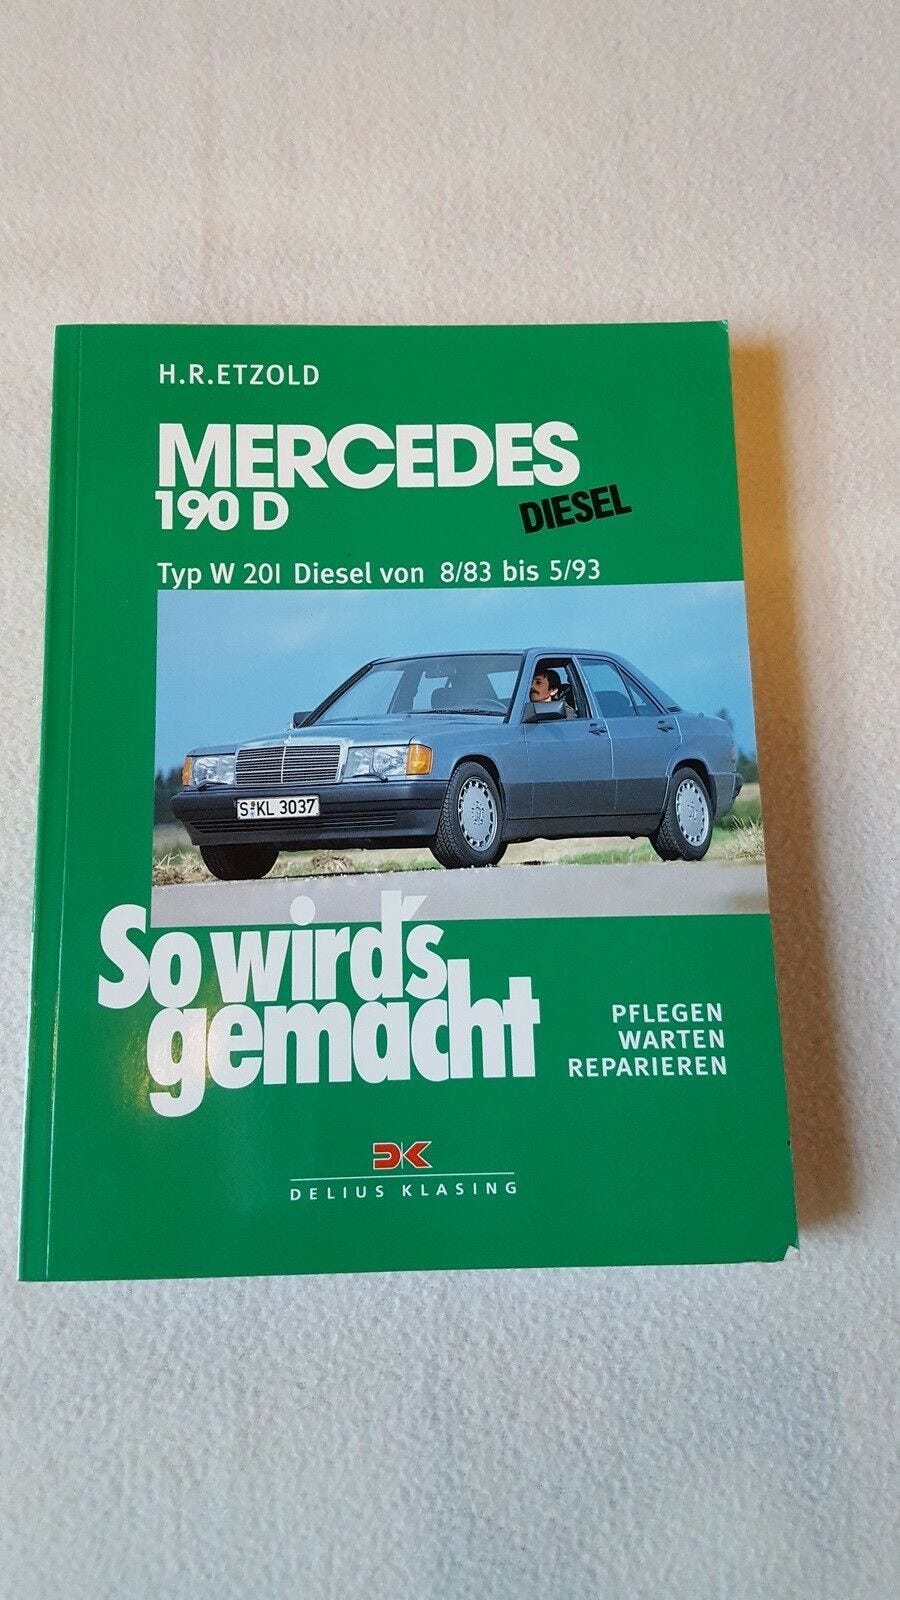 H.R.ETZOLD
MERCEDES
190 D
DIESEL
Typ W 201 Diesel von 8/83 bis 5/93
S KL 3037
So wird's
gemacht
PFLEGEN
WARTEN
REPARIEREN
DK
DELIUS KLASING